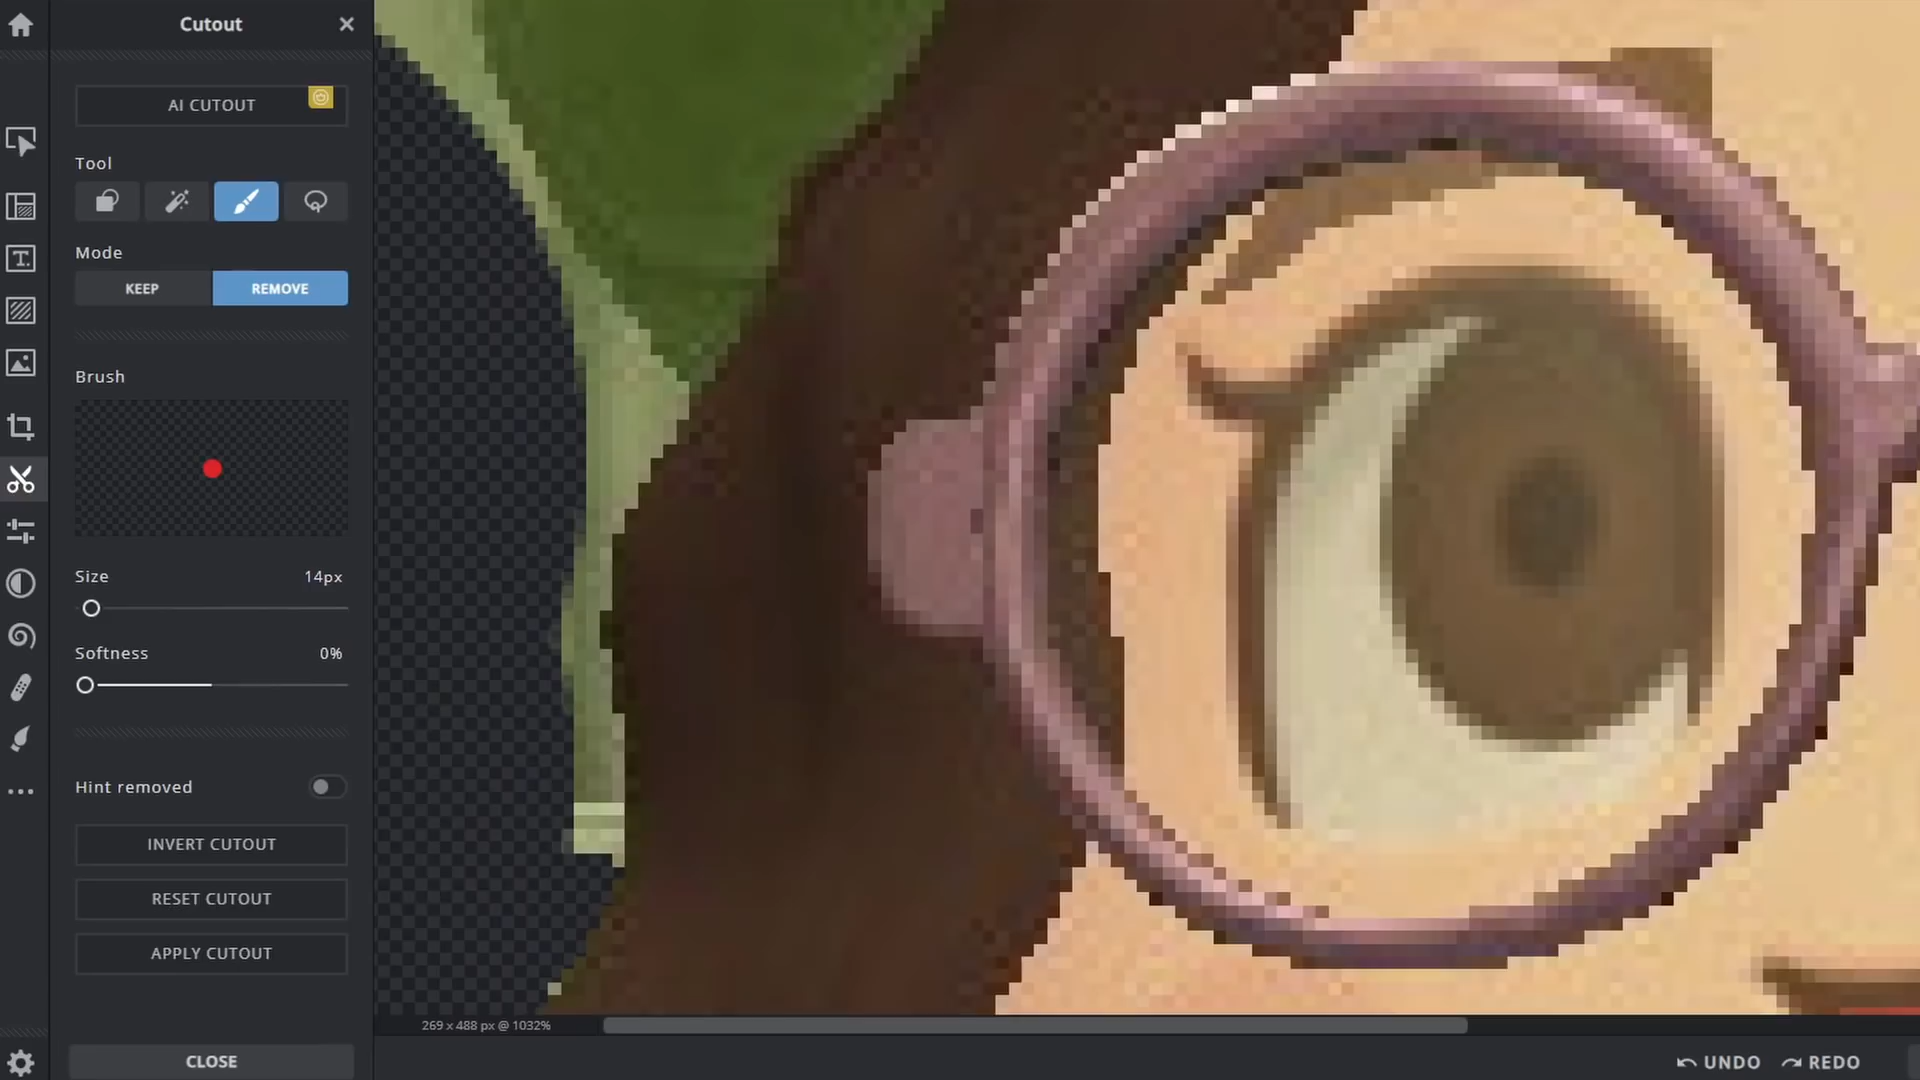 Cutout
AI CUTOUT
Tool
T.
Mode
KEEP
REMOVE
Brush
Size 14px
Softness 0%
Hint removed
INVERT CUTOUT
RESET CUTOUT
APPLY CUTOUT
269 x 488 px @ 1032%
CLOSE
UNDO
REDO